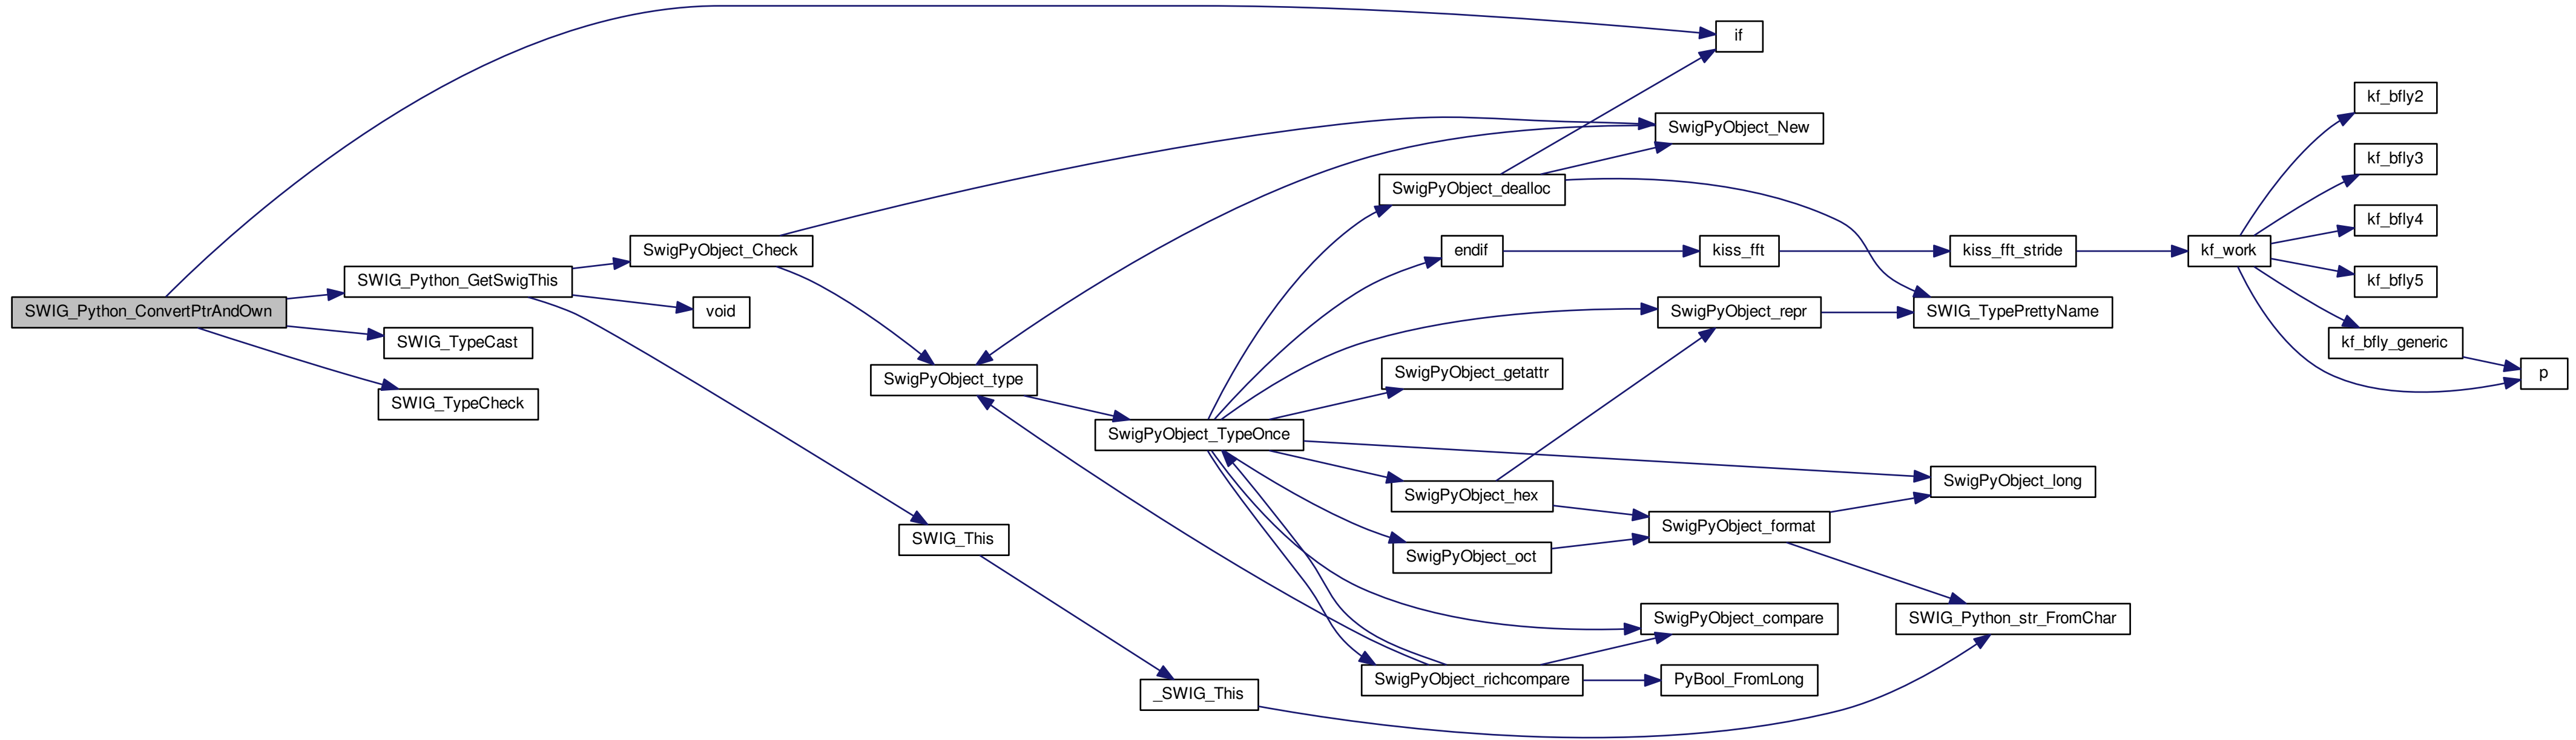 SWIG_Python_ConvertPtrAndOwn
if
SWIG_Python_GetSwigThis
SWIG_TypeCast
SWIG_TypeCheck
SwigPyObject_Check
void
SWIG_This
SwigPyObject_type
SwigPyObject_New
SwigPyObject_TypeOnce
_SWIG_This
SwigPyObject_dealloc
endif
SwigPyObject_getattr
SwigPyObject_hex
SwigPyObject_oct
SwigPyObject_richcompare
kiss_fft
SwigPyObject_repr
SwigPyObject_format
SwigPyObject_compare
PyBool_FromLong
kiss_fft_stride
SWIG_TypePrettyName
SwigPyObject_long
SWIG_Python_str_FromChar
kf_work
kf_bfly2
kf_bfly3
kf_bfly4
kf_bfly5
kf_bfly_generic
p